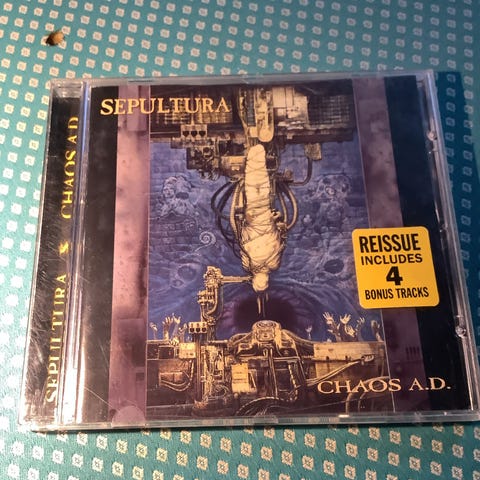 SEPULTURA
CHAOS A.D.
REISSUE
INCLUDES
4
BONUS TRACKS
SEPULTURA CHAOS A.D.